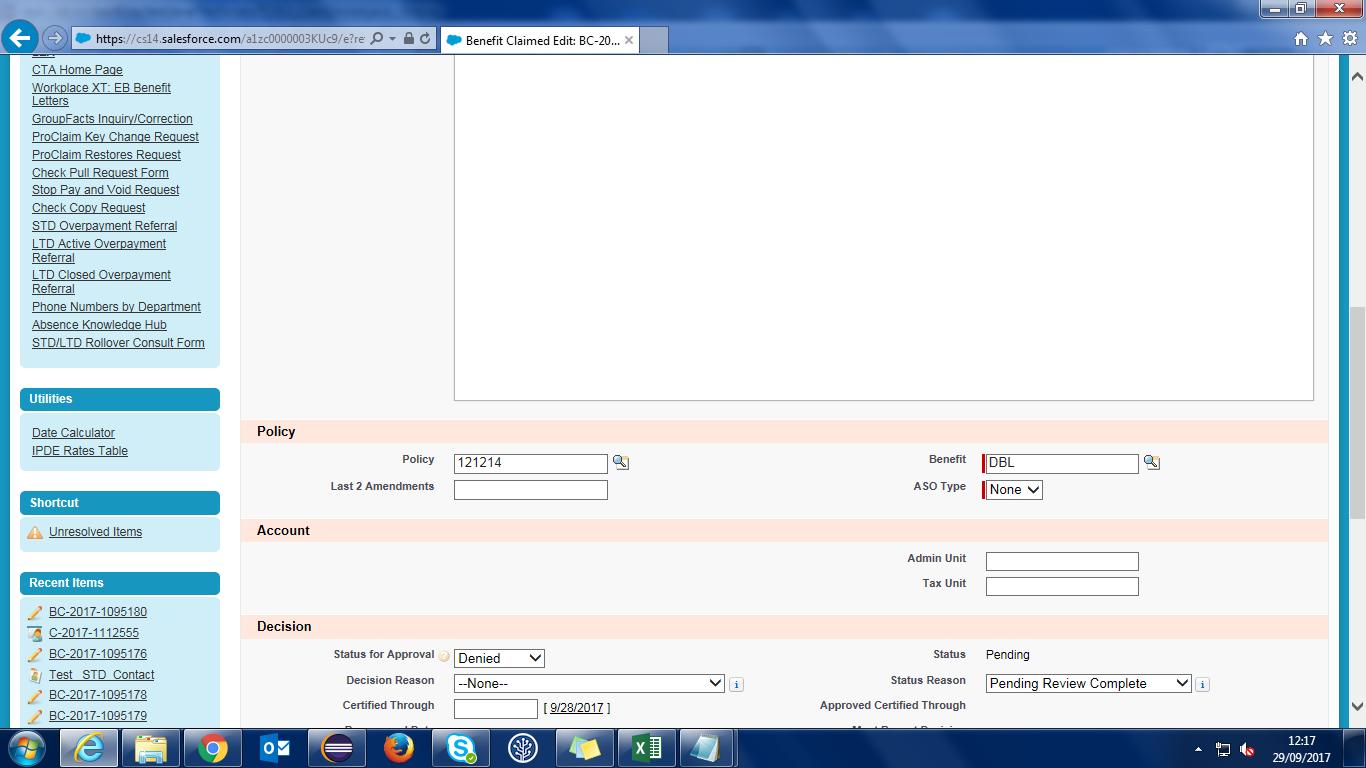 https://cs14.salesforce.com/a1zc0000003KUc9/e?re
Benefit Claimed Edit: BC-20...
CTA Home Page
Workplace XT: EB Benefit
Letters
GroupFacts Inquiry/Correction
ProClaim Key Change Request
ProClaim Restores Request
Check Pull Request Form
Stop Pay and Void Request
Check Copy Request
STD Overpayment Referral
LTD Active Overpayment
Referral
LTD Closed Overpayment
Referral
Phone Numbers by Department
Absence Knowledge Hub
STD/LTD Rollover Consult Form
Utilities
Date Calculator
IPDE Rates Table
Shortcut
Unresolved Items
Recent Items
BC-2017-1095180
C-2017-1112555
BC-2017-1095176
Test _STD_Contact
BC-2017-1095178
BC-2017-1095179
Policy
Policy 121214 Benefit DBL
Last 2 Amendments ASO Type None
Account
Admin Unit
Tax Unit
Decision
Status for Approval Denied Status Pending
Decision Reason --None-- Status Reason Pending Review Complete
Certified Through [ 9/28/2017 ] Approved Certified Through
12:17
29/09/2017